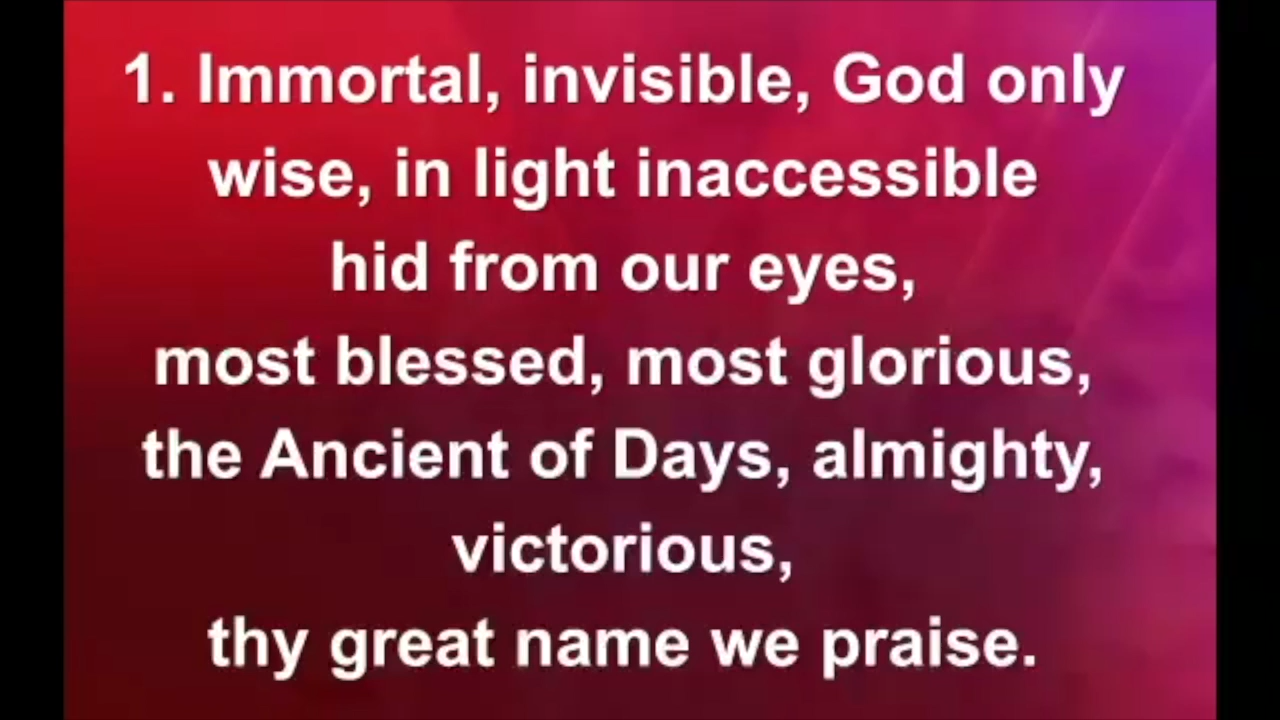 1. Immortal, invisible, God only
wise, in light inaccessible
hid from our eyes,
most blessed, most glorious,
the Ancient of Days, almighty,
victorious,
thy great name we praise.